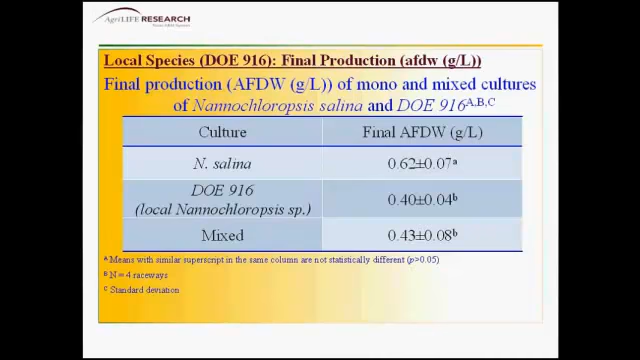 AgriLIFE RESEARCH
Local Species (DOE 916): Final Production (afdw (g/L))
Final production (AFDW (g/L)) of mono and mixed cultures
of Nannochloropsis salina and DOE 916A,B,C
Culture Final AFDW (g/L)
N. salina 0.62±0.07a
DOE 916
(local Nannochloropsis sp.) 0.40±0.04b
Mixed 0.43±0.08b
A Means with similar superscript in the same column are not statistically different (p>0.05)
B N = 4 raceways
C Standard deviation